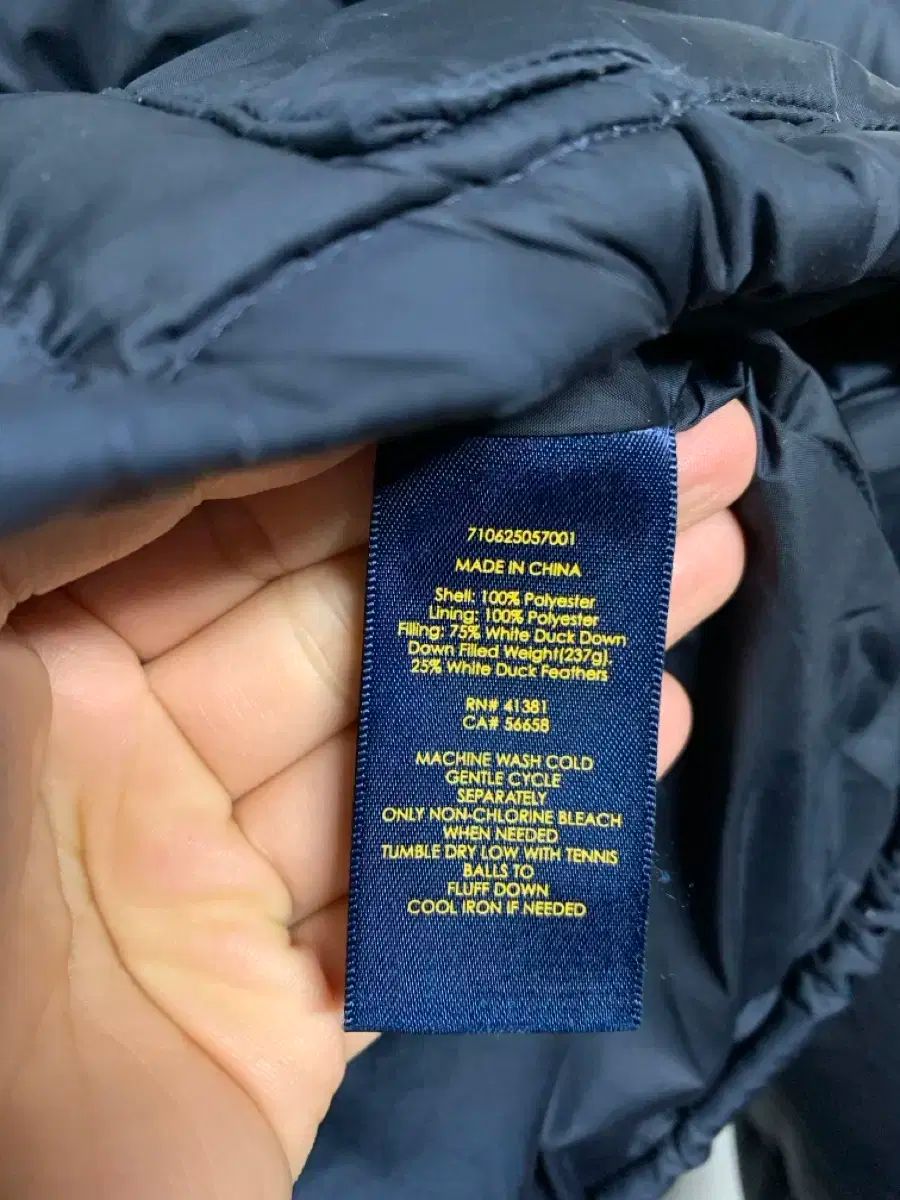 710625057001
MADE IN CHINA
Shell: 100% Polyester
Lining: 100% Polyester
Filling: 75% White Duck Down
Down Filled Weight(237g).
25% White Duck Feathers
RN# 41381
CA# 56658
MACHINE WASH COLD
GENTLE CYCLE
SEPARATELY
ONLY NON-CHLORINE BLEACH
WHEN NEEDED
TUMBLE DRY LOW WITH TENNIS
BALLS TO
FLUFF DOWN
COOL IRON IF NEEDED